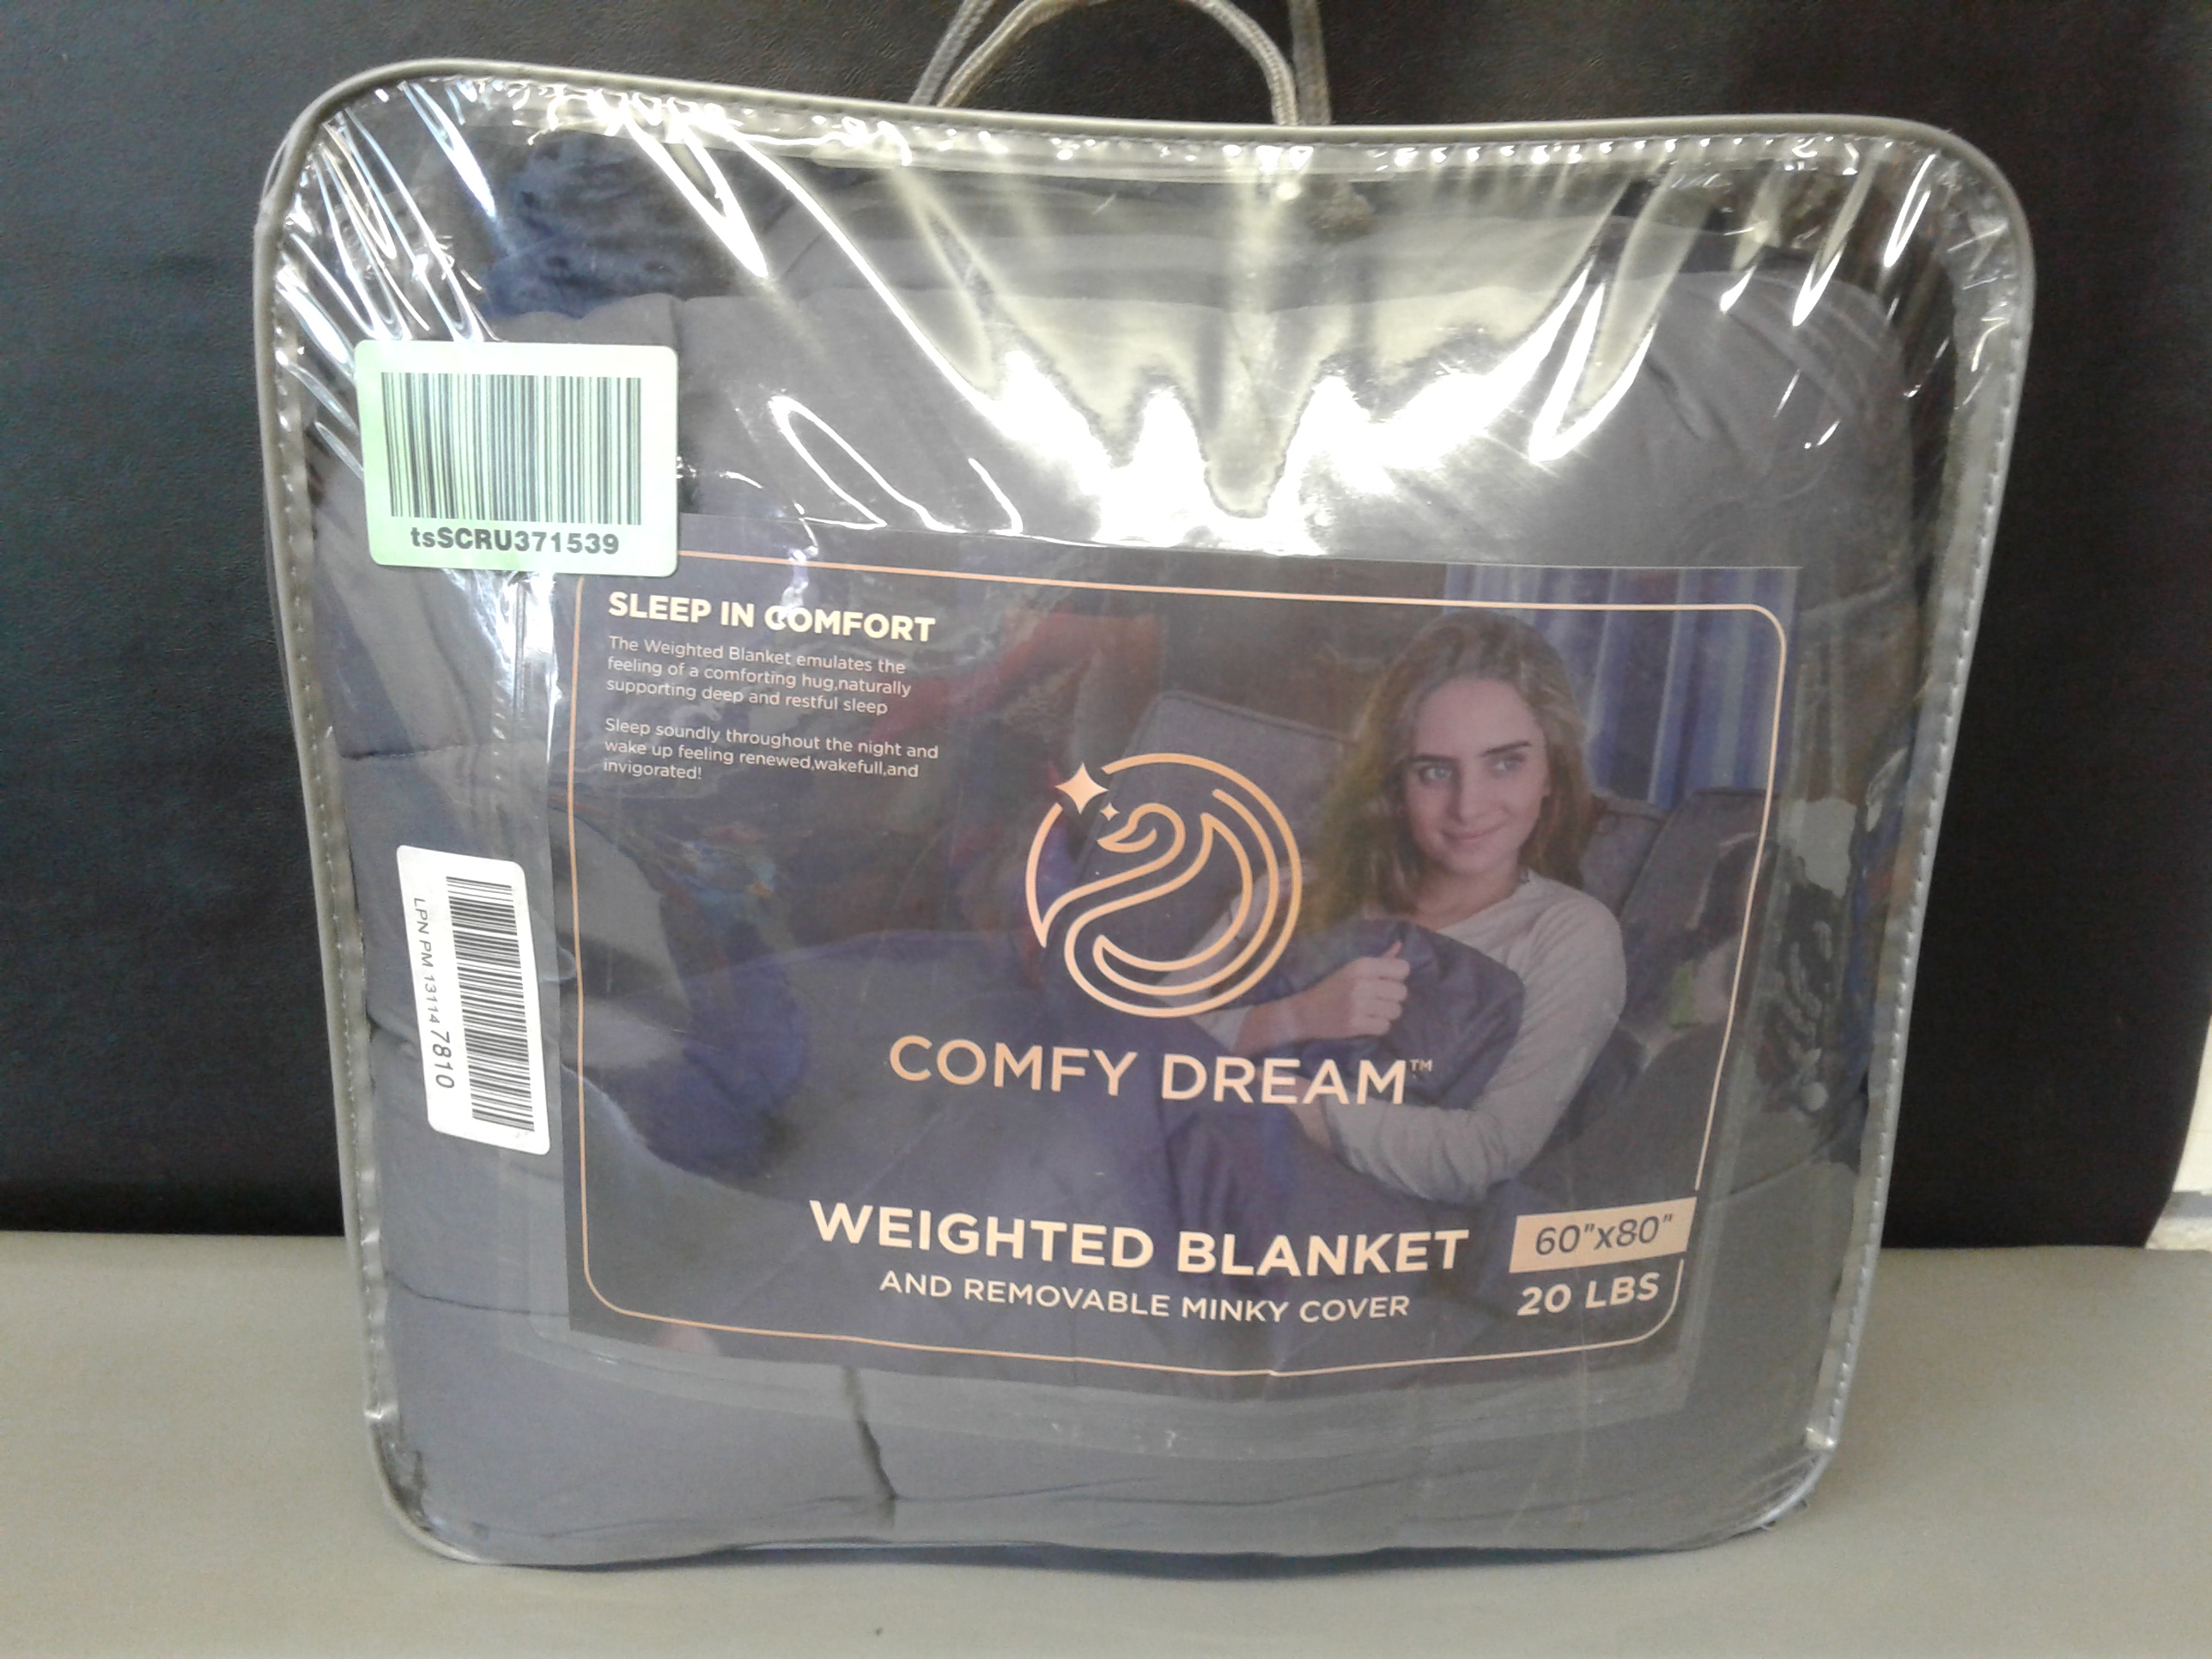 tsSCRU371539
SLEEP IN COMFORT
The Weighted Blanket emulates the
feeling of a comforting hug,naturally
supporting deep and restful sleep
Sleep soundly throughout the night and
wake up feeling renewed,wakefull,and
invigorated!
LPN PM 131147810
COMFY DREAM™
WEIGHTED BLANKET
AND REMOVABLE MINKY COVER
60"x80"
20 LBS